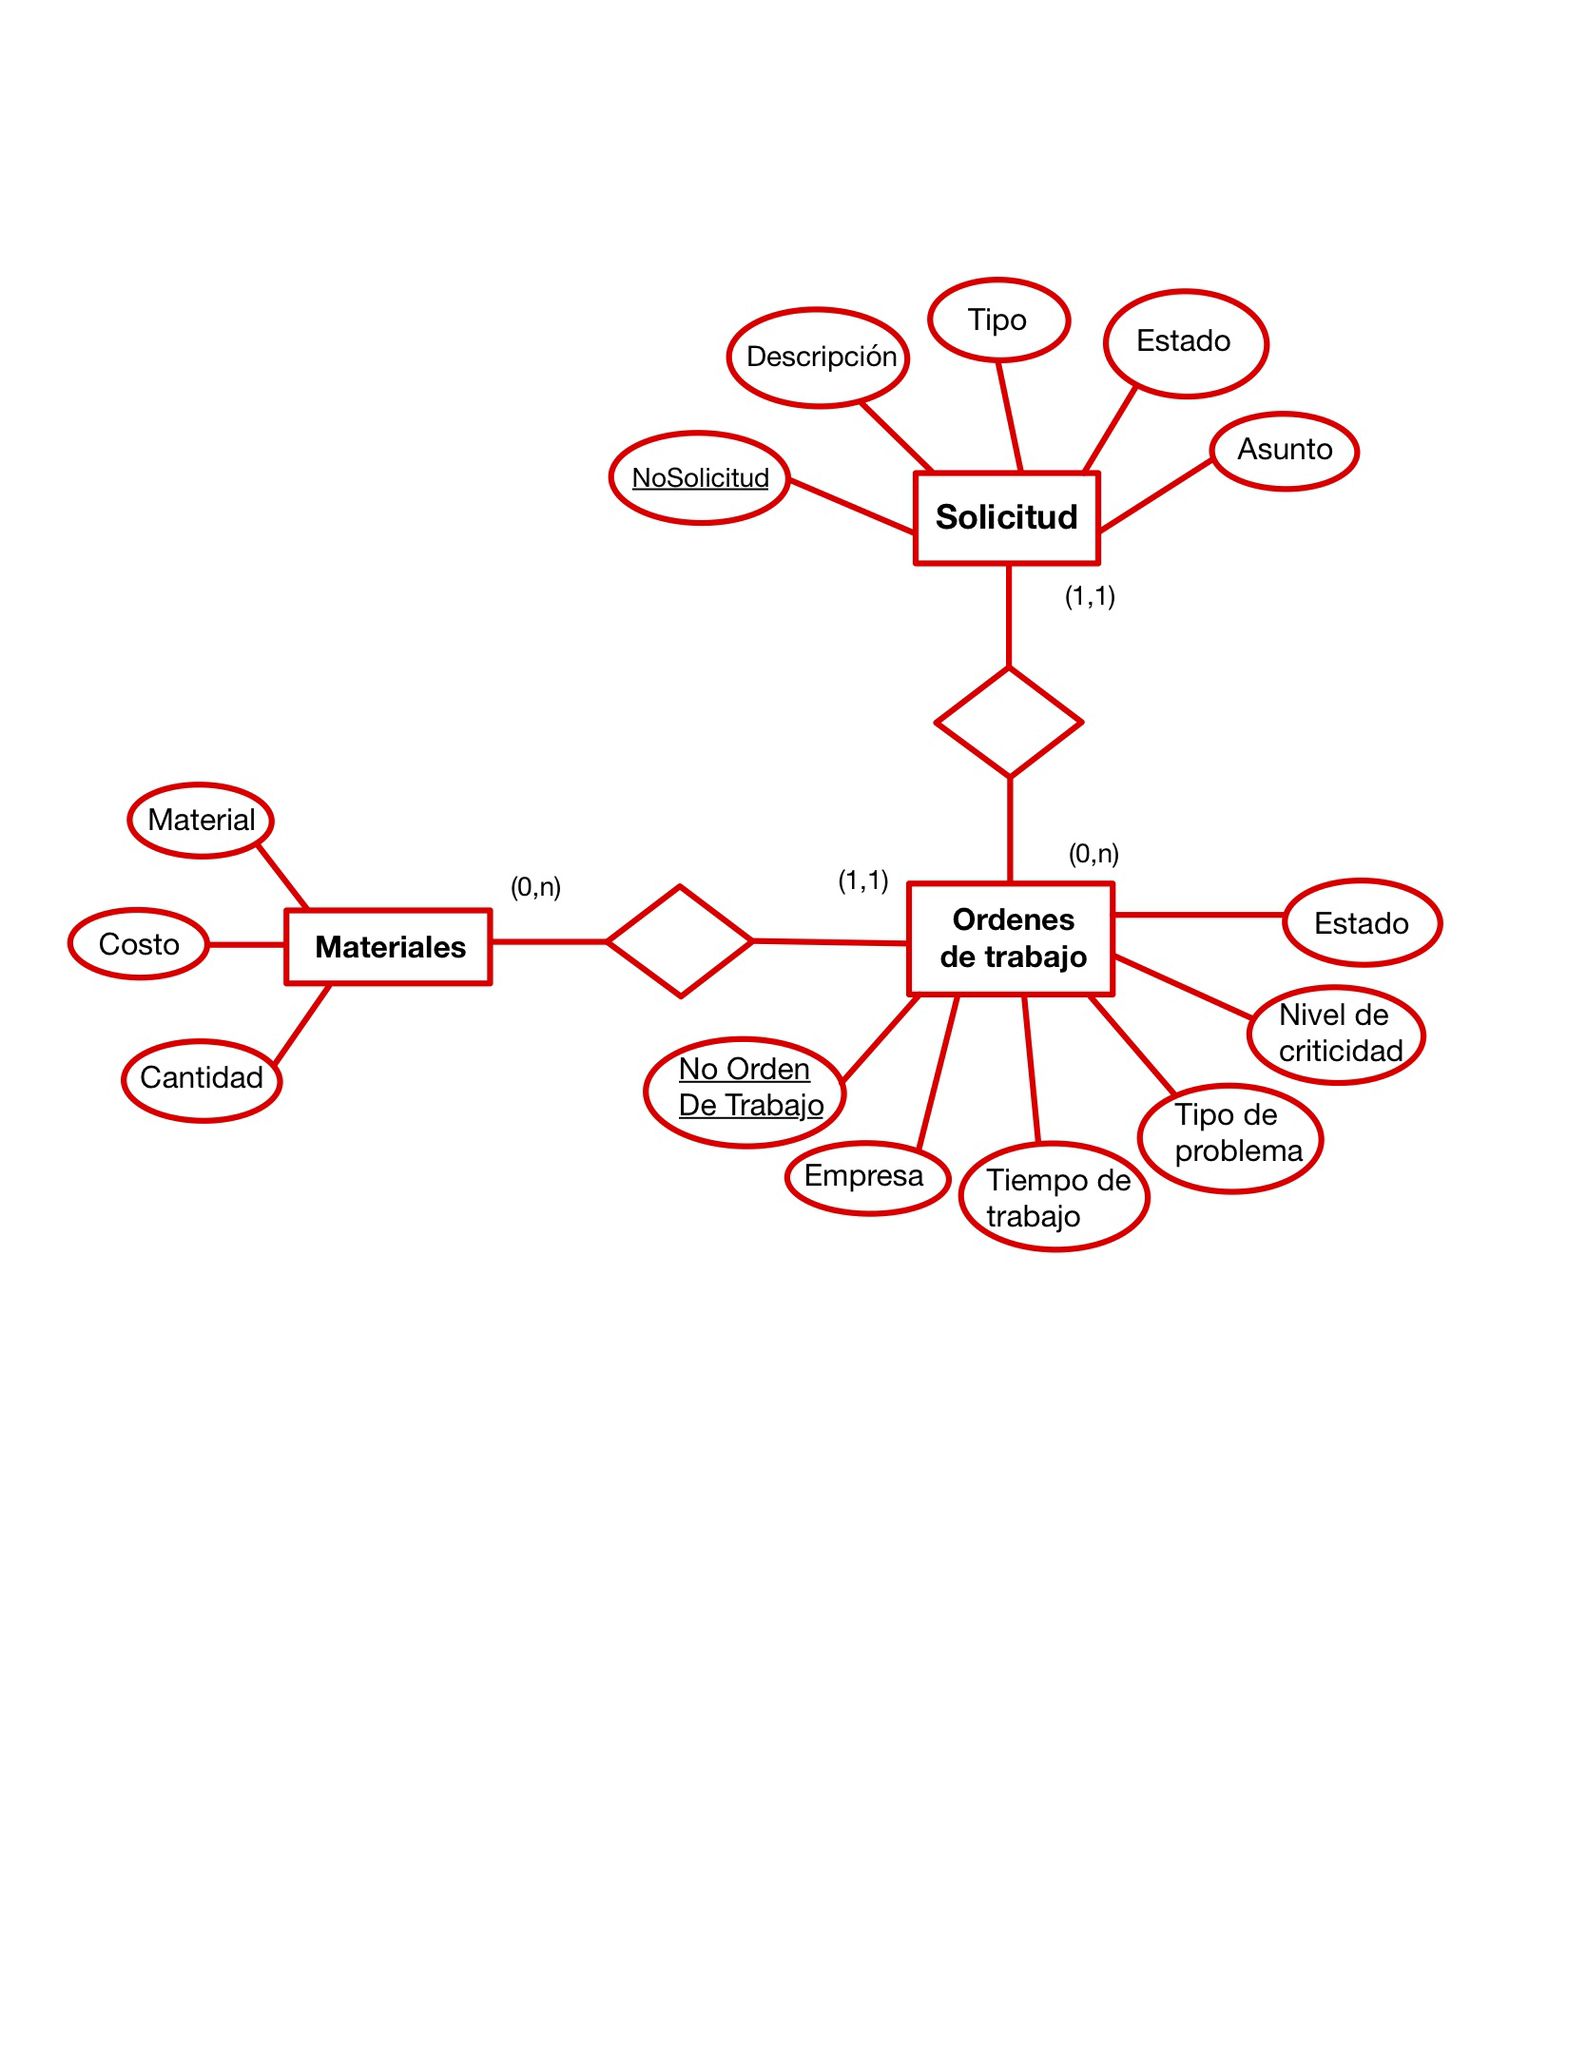 Tipo
Estado
Descripción
Asunto
NoSolicitud
Solicitud
(1,1)
Material
(0,n)
(1,1)
(0,n)
Costo
Materiales
Ordenes
de trabajo
Estado
Nivel de
criticidad
Cantidad
No Orden
De Trabajo
Tipo de
problema
Empresa
Tiempo de
trabajo